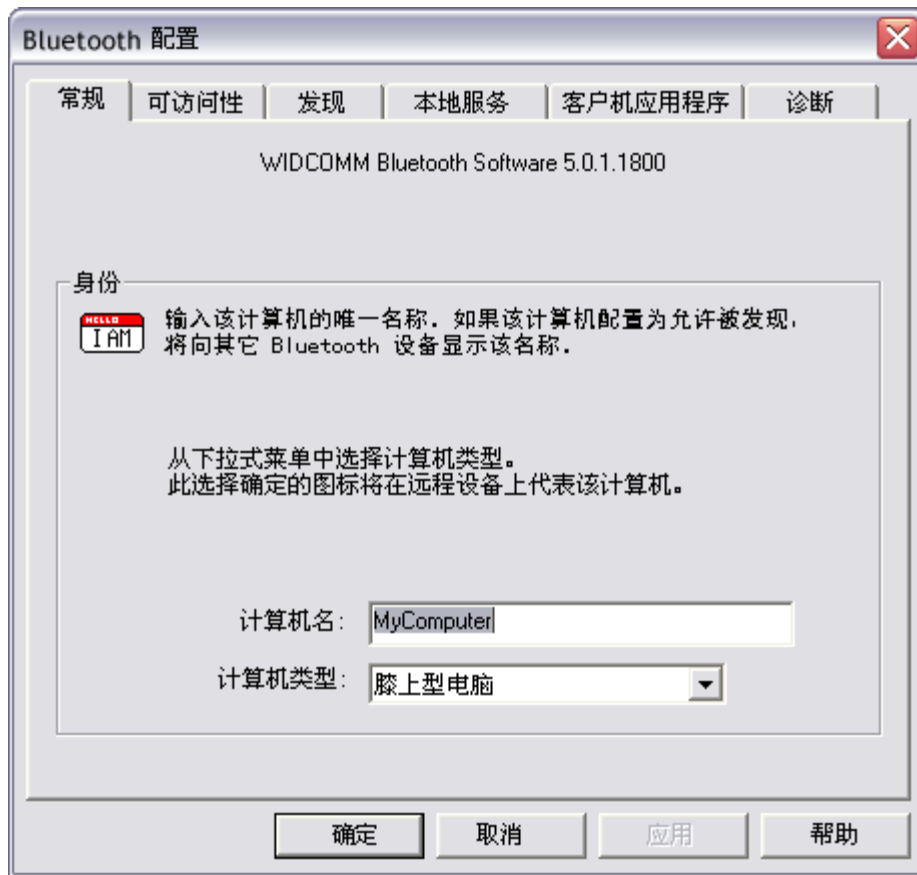 Bluetooth 配置
常规 可访问性 发现 本地服务 客户机应用程序 诊断
WIDCOMM Bluetooth Software 5.0.1.1800
身份
HELLO
I AM
输入该计算机的唯一名称. 如果该计算机配置为允许被发现,
将向其它 Bluetooth 设备显示该名称.
从下拉式菜单中选择计算机类型。
此选择确定的图标将在远程设备上代表该计算机。
计算机名: MyComputer
计算机类型: 膝上型电脑
确定 取消 应用 帮助